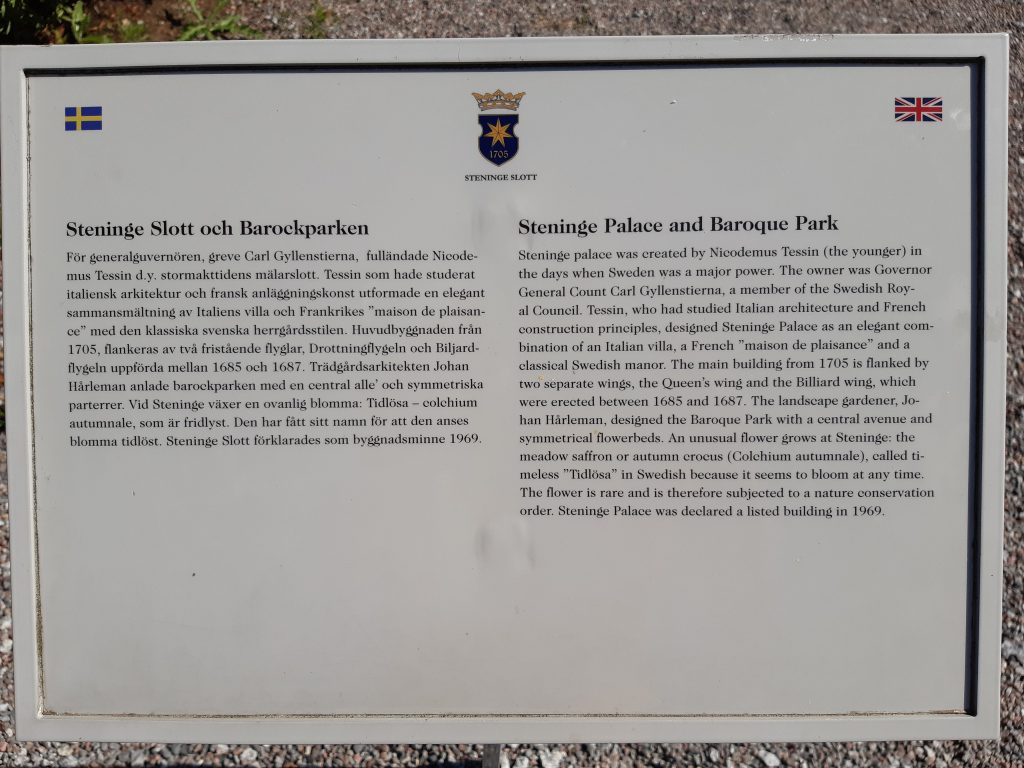 1705
STENINGE SLOTT
Steninge Slott och Barockparken
För generalguvernören, greve Carl Gyllenstierna, fulländade Nicode-
mus Tessin d.y. stormakttidens mälarslott. Tessin som hade studerat
italiensk arkitektur och fransk anläggningskonst utformade en elegant
sammansmältning av Italiens villa och Frankrikes ”maison de plaisan-
ce” med den klassiska svenska herrgårdsstilen. Huvudbyggnaden från
1705, flankeras av två fristående flyglar, Drottningflygeln och Biljard-
flygeln uppförda mellan 1685 och 1687. Trädgårdsarkitekten Johan
Hårleman anlade barockparken med en central alle’ och symmetriska
parterrer. Vid Steninge växer en ovanlig blomma: Tidlösa – colchium
autumnale, som är fridlyst. Den har fått sitt namn för att den anses
blomma tidlöst. Steninge Slott förklarades som byggnadsminne 1969.
Steninge Palace and Baroque Park
Steninge palace was created by Nicodemus Tessin (the younger) in
the days when Sweden was a major power. The owner was Governor
General Count Carl Gyllenstierna, a member of the Swedish Roy-
al Council. Tessin, who had studied Italian architecture and French
construction principles, designed Steninge Palace as an elegant com-
bination of an Italian villa, a French ”maison de plaisance” and a
classical Swedish manor. The main building from 1705 is flanked by
two separate wings, the Queen’s wing and the Billiard wing, which
were erected between 1685 and 1687. The landscape gardener, Jo-
han Hårleman, designed the Baroque Park with a central avenue and
symmetrical flowerbeds. An unusual flower grows at Steninge: the
meadow saffron or autumn crocus (Colchium autumnale), called ti-
meless ”Tidlösa” in Swedish because it seems to bloom at any time.
The flower is rare and is therefore subjected to a nature conservation
order. Steninge Palace was declared a listed building in 1969.